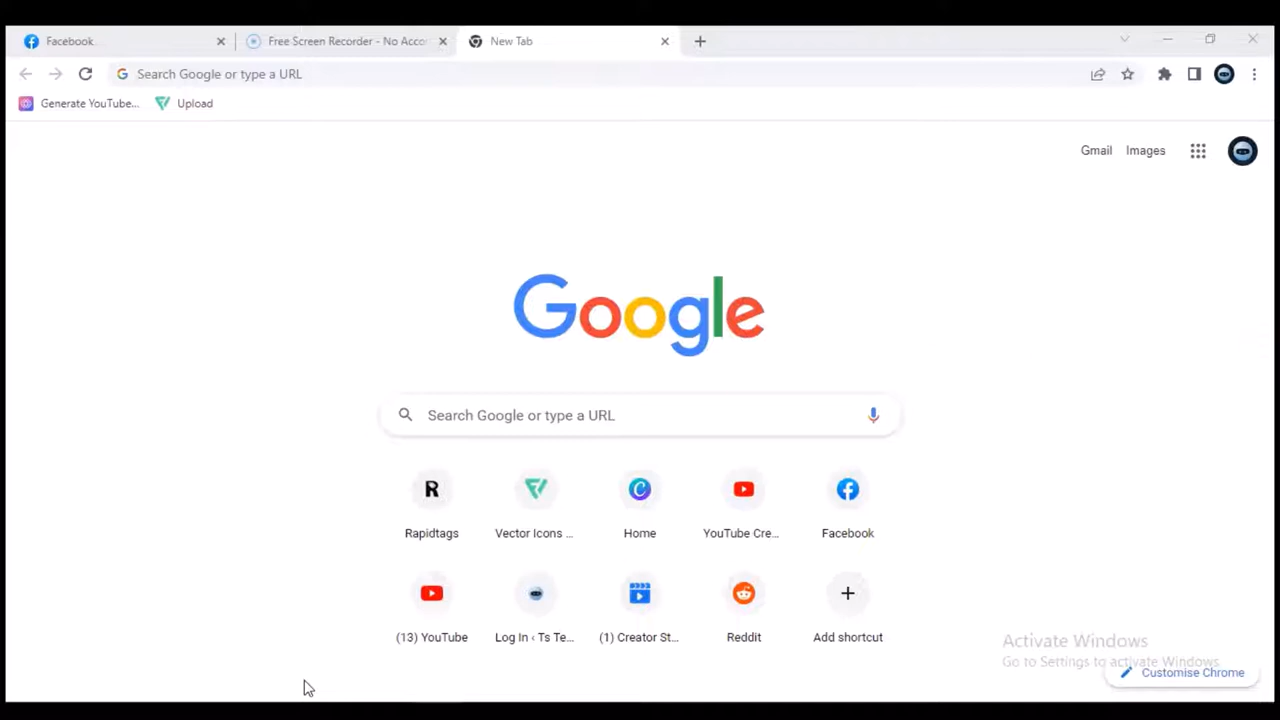 Facebook
Free Screen Recorder - No Acco
New Tab
Search Google or type a URL
Generate YouTube...
Upload
Gmail
Images
Google
Search Google or type a URL
Rapidtags
Vector Icons ...
Home
YouTube Cre...
Facebook
(13) YouTube
Log In ‹ Ts Te...
(1) Creator St...
Reddit
Add shortcut
Activate Windows
Go to Settings to activate Windows.
Customise Chrome